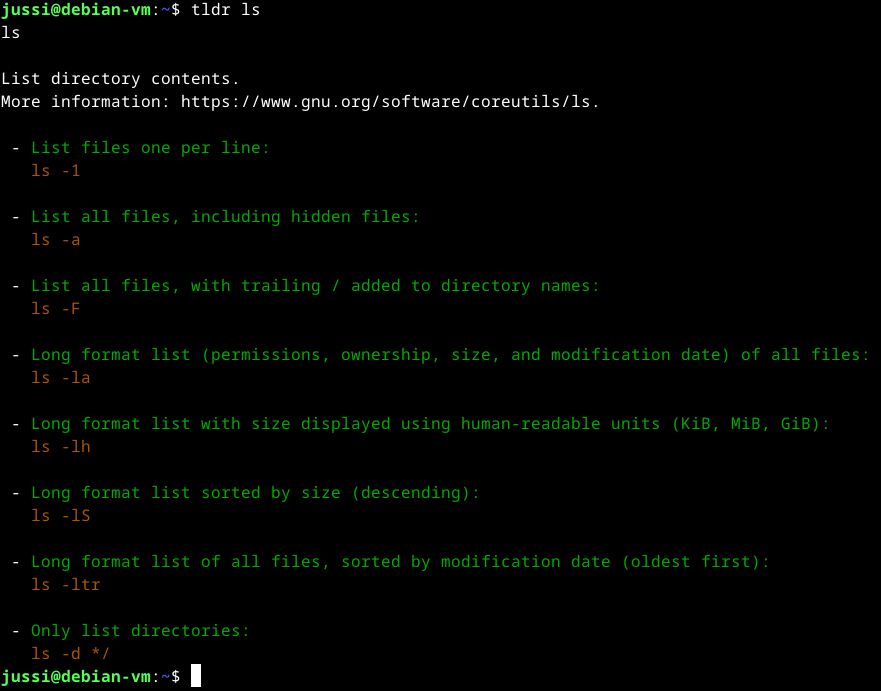 jussi@debian-vm:~$ tldr ls
ls
List directory contents.
More information: https://www.gnu.org/software/coreutils/ls.
- List files one per line:
ls -1
- List all files, including hidden files:
ls -a
- List all files, with trailing / added to directory names:
ls -F
- Long format list (permissions, ownership, size, and modification date) of all files:
ls -la
- Long format list with size displayed using human-readable units (KiB, MiB, GiB):
ls -lh
- Long format list sorted by size (descending):
ls -lS
- Long format list of all files, sorted by modification date (oldest first):
ls -ltr
- Only list directories:
ls -d */
jussi@debian-vm:~$